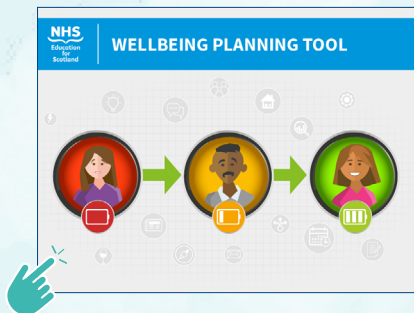 NHS
Education
for
Scotland
WELLBEING PLANNING TOOL